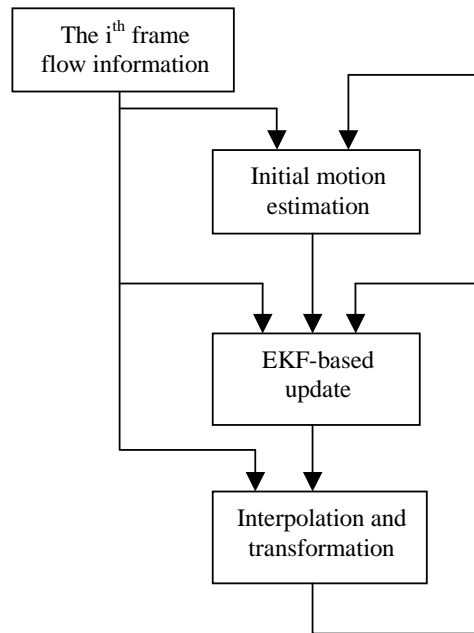 The i^th frame
flow information
Initial motion
estimation
EKF-based
update
Interpolation and
transformation